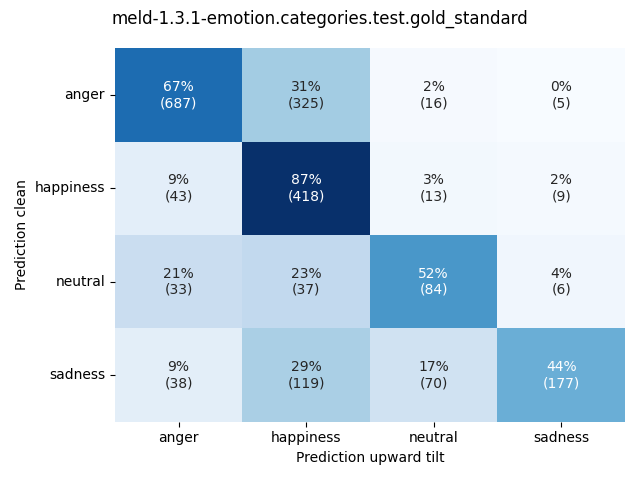 meld-1.3.1-emotion.categories.test.gold_standard
Prediction clean
anger
67%
(687)
31%
(325)
2%
(16)
0%
(5)
happiness
9%
(43)
87%
(418)
3%
(13)
2%
(9)
neutral
21%
(33)
23%
(37)
52%
(84)
4%
(6)
sadness
9%
(38)
29%
(119)
17%
(70)
44%
(177)
anger
happiness
neutral
sadness
Prediction upward tilt